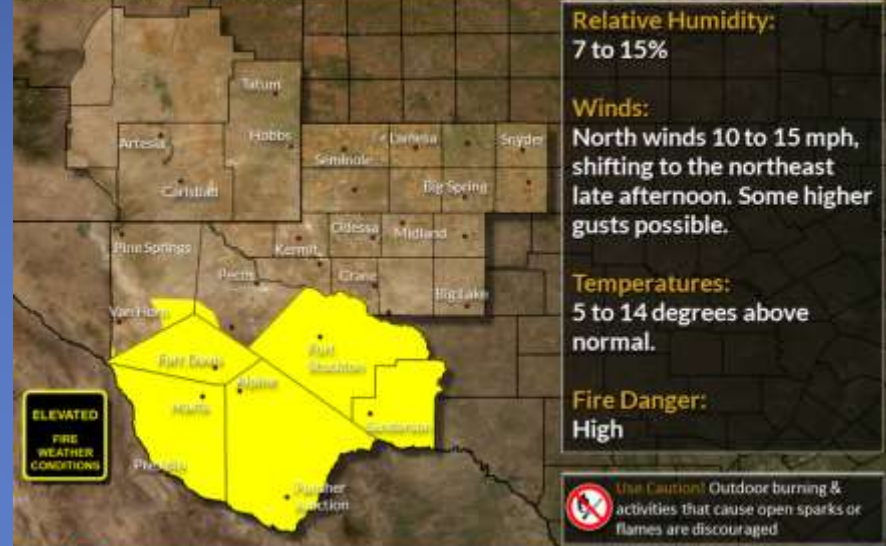 Relative Humidity:
7 to 15%
Winds:
North winds 10 to 15 mph,
shifting to the northeast
late afternoon. Some higher
gusts possible.
Temperatures:
5 to 14 degrees above
normal.
Fire Danger:
High
Use Caution! Outdoor burning &
activities that cause open sparks or
flames are discouraged
Tatum
Artesia
Hobbs
Lamesa
Snyder
Seminole
Carlsbad
Big Spring
Odessa
Midland
Pine Springs
Kermit
Pecos
Crane
Big Lake
Van Horn
Fort Davis
Fort
Stockton
Alpine
Marfa
Sanderson
Presidio
Panther
Junction
ELEVATED
FIRE
WEATHER
CONDITIONS